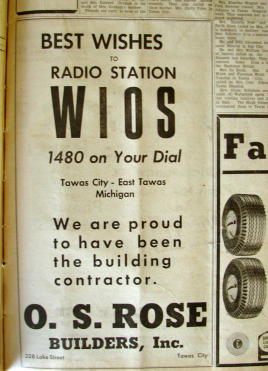 BEST WISHES
TO
RADIO STATION
WIOS
1480 on Your Dial
Tawas City - East Tawas
Michigan
We are proud
to have been
the building
contractor.
O. S. ROSE
BUILDERS, Inc.
228 Lake Street
Tawas City
Fa